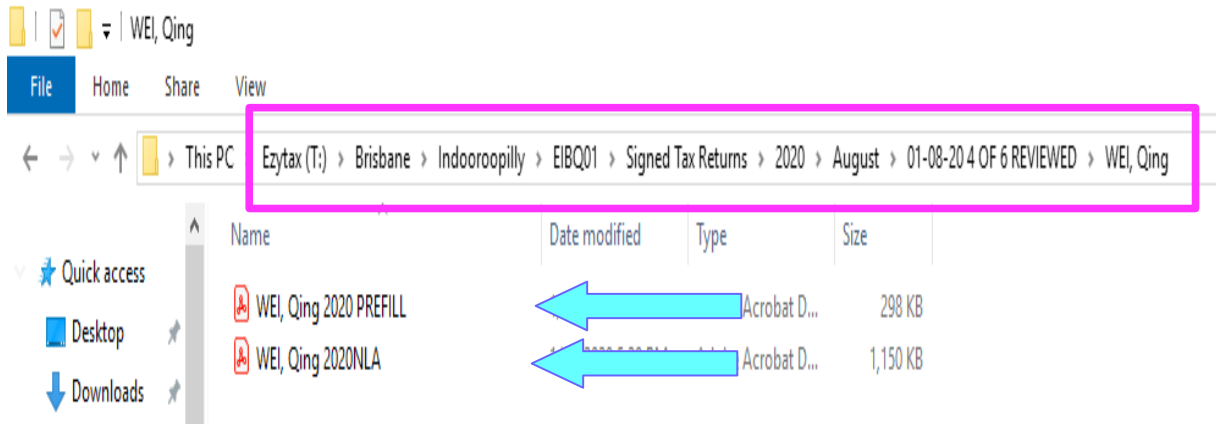 WEI, Qing
File Home Share View
This PC Ezytax (T:) Brisbane Indooroopilly EIBQ01 Signed Tax Returns 2020 August 01-08-20 4 OF 6 REVIEWED WEI, Qing
Name Date modified Type Size
Quick access
WEI, Qing 2020 PREFILL Acrobat D... 298 KB
Desktop
WEI, Qing 2020NLA Acrobat D... 1,150 KB
Downloads